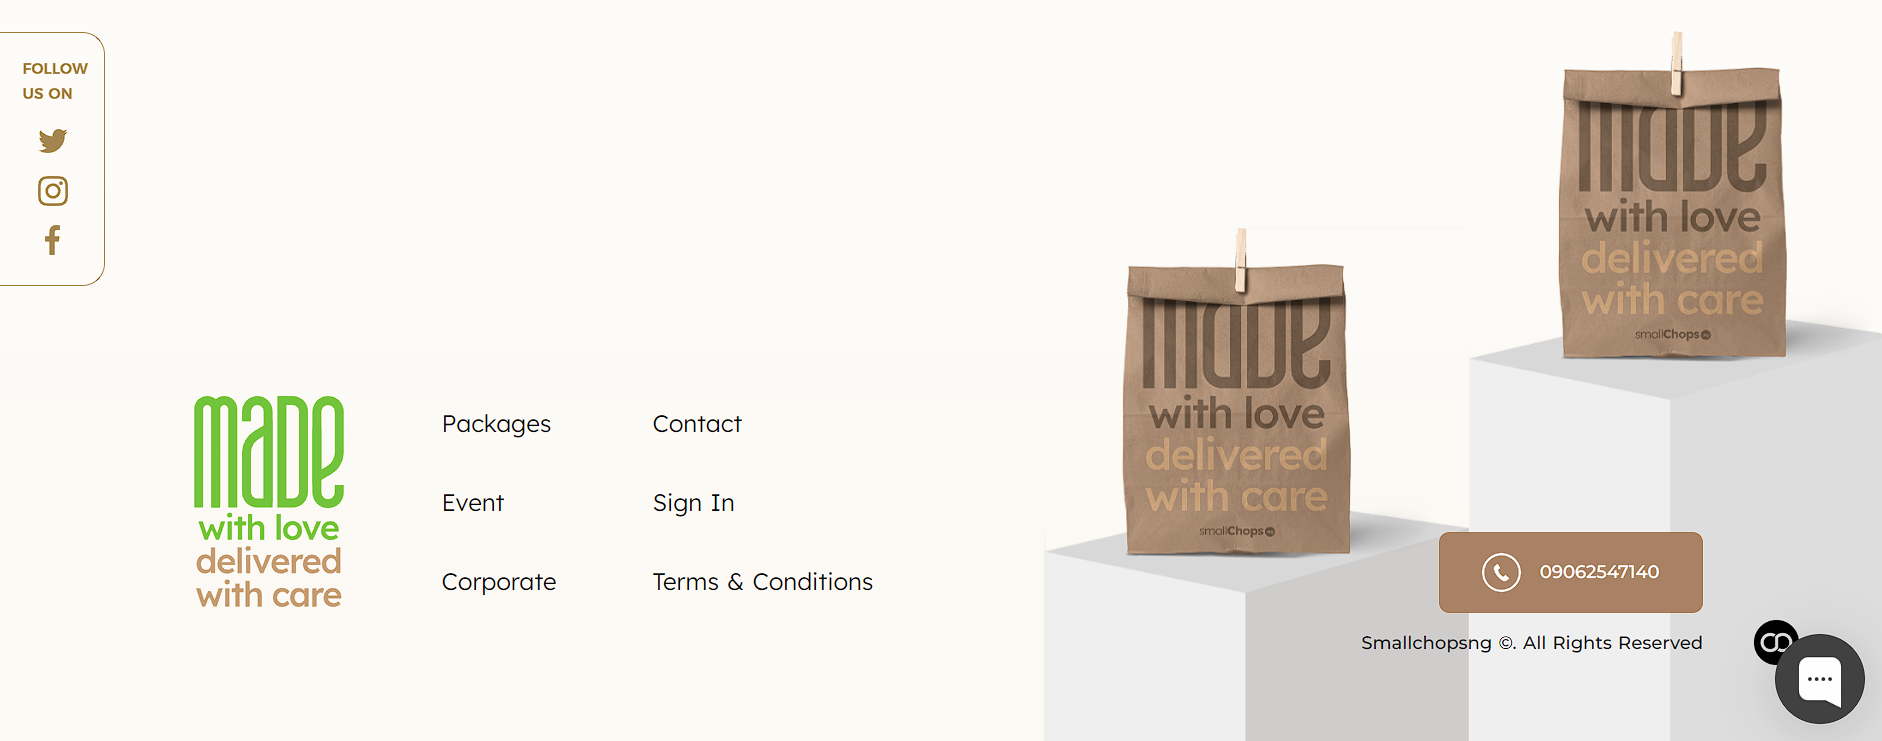 FOLLOW
US ON
made
with love
delivered
with care
Packages
Event
Corporate
Contact
Sign In
Terms & Conditions
made
with love
delivered
with care
smallChops
made
with love
delivered
with care
smallChops
09062547140
Smallchopsng ©. All Rights Reserved